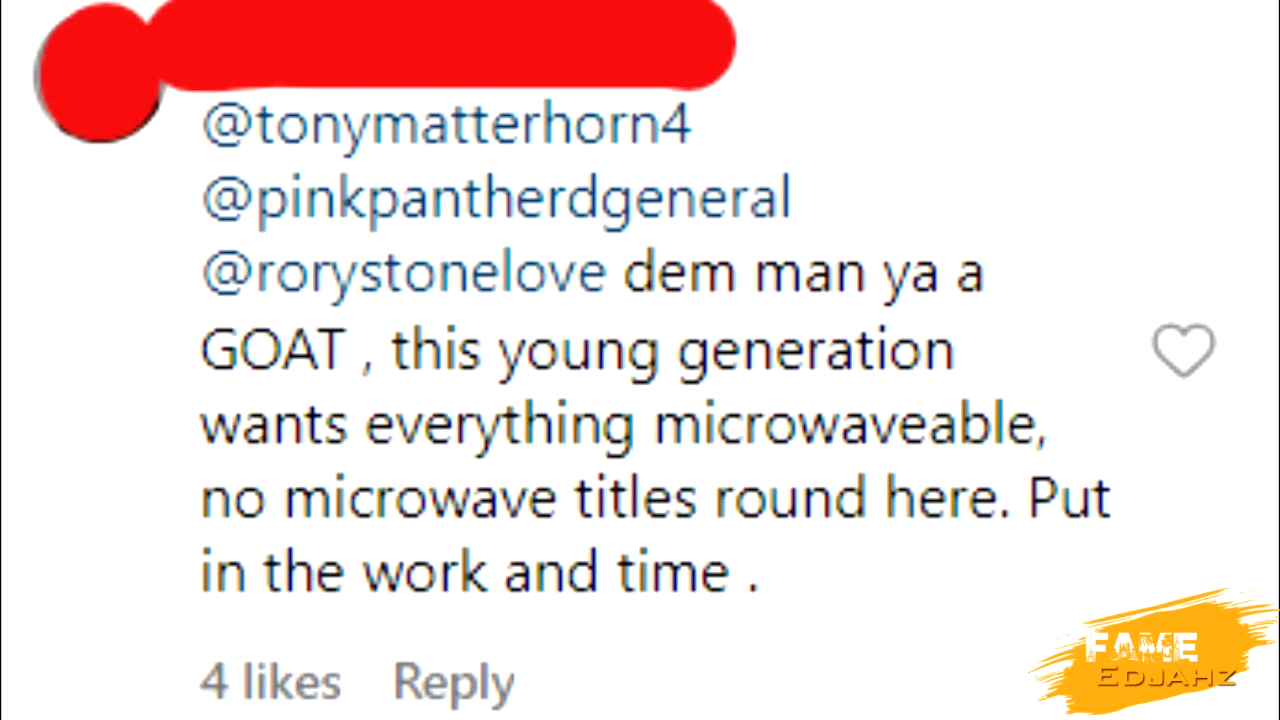 @tonymatterhorn4
@pinkpantherdgeneral
@rorystonelove dem man ya a
GOAT , this young generation
wants everything microwaveable,
no microwave titles round here. Put
in the work and time .
4 likes Reply
FAME
EDJAHZ